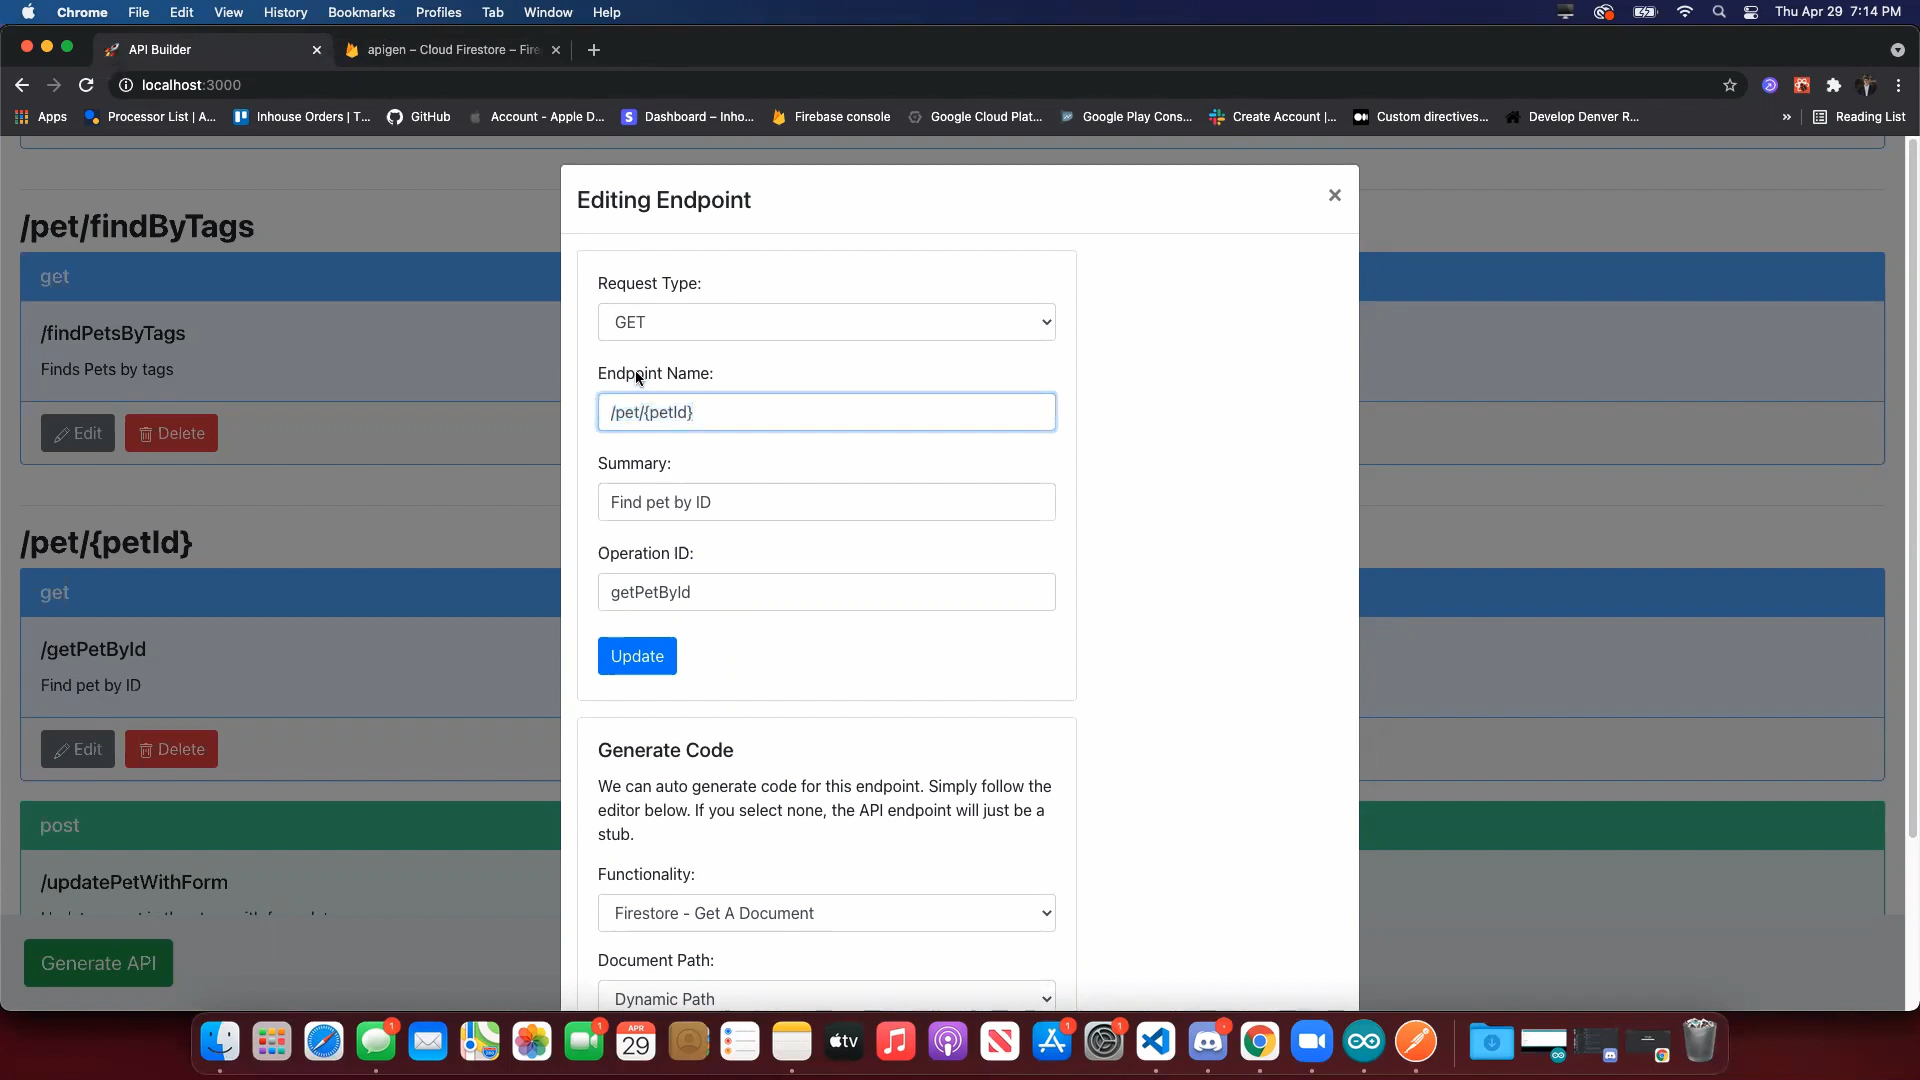 Chrome File Edit View History Bookmarks Profiles Tab Window Help Thu Apr 29 7:14 PM
API Builder apigen – Cloud Firestore – Fire
localhost:3000
Apps Processor List | A... Inhouse Orders | T... GitHub Account - Apple D... Dashboard – Inho... Firebase console Google Cloud Plat... Google Play Cons... Create Account |... Custom directives... Develop Denver R... » Reading List
/pet/findByTags
get
/findPetsByTags
Finds Pets by tags
Edit Delete
/pet/{petId}
get
/getPetById
Find pet by ID
Edit Delete
post
/updatePetWithForm
Generate API
Editing Endpoint
Request Type:
GET
Endpoint Name:
/pet/{petId}
Summary:
Find pet by ID
Operation ID:
getPetById
Update
Generate Code
We can auto generate code for this endpoint. Simply follow the
editor below. If you select none, the API endpoint will just be a
stub.
Functionality:
Firestore - Get A Document
Document Path:
Dynamic Path
1 1 APR 29 tv 1 1